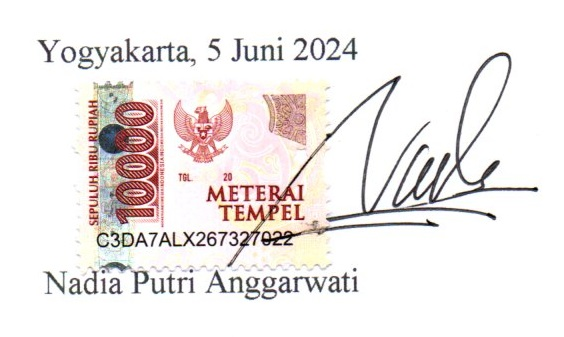 Yogyakarta, 5 Juni 2024
SEPULUH RIBU RUPIAH
10000
TGL. 20
METERAI
TEMPEL
C3DA7ALX267327022
Nadia Putri Anggarwati